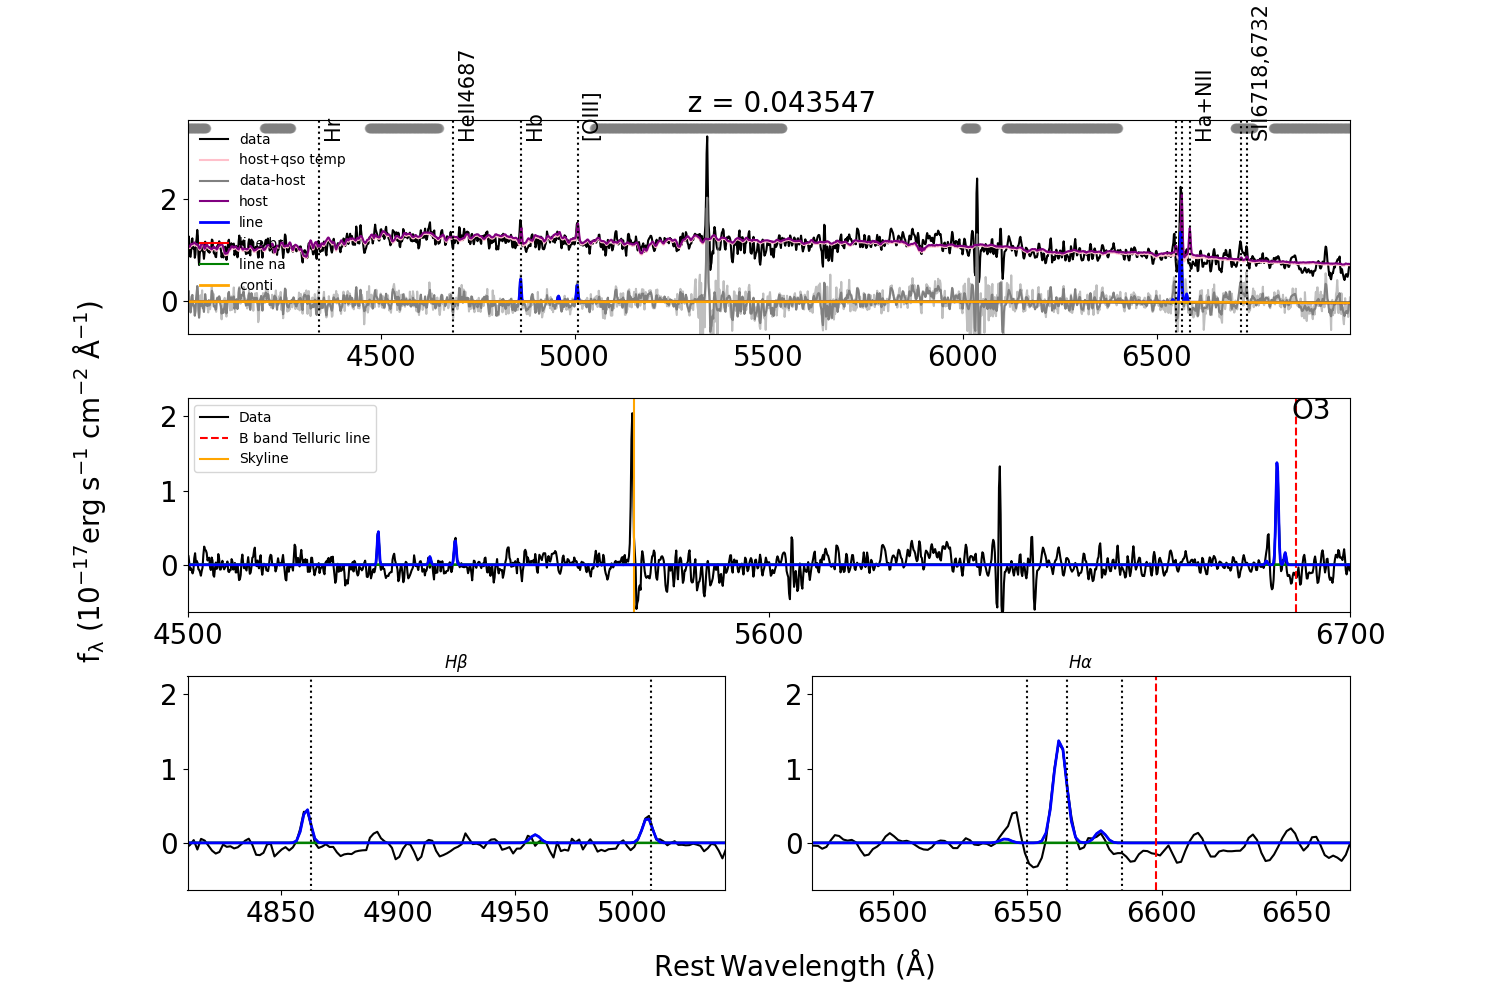 z = 0.043547
Hr
HeII4687
Hb
[OIII]
Ha+NII
SII6718,6732
data
host+qso temp
data-host
host
line
line na
conti
2
0
4500 5000 5500 6000 6500
Data
B band Telluric line
Skyline
O3
2
1
0
4500 5600 6700
fλ (10−17erg s−1 cm−2 Å−1)
Hβ
2
1
0
4850 4900 4950 5000
Hα
2
1
0
6500 6550 6600 6650
Rest Wavelength (Å)